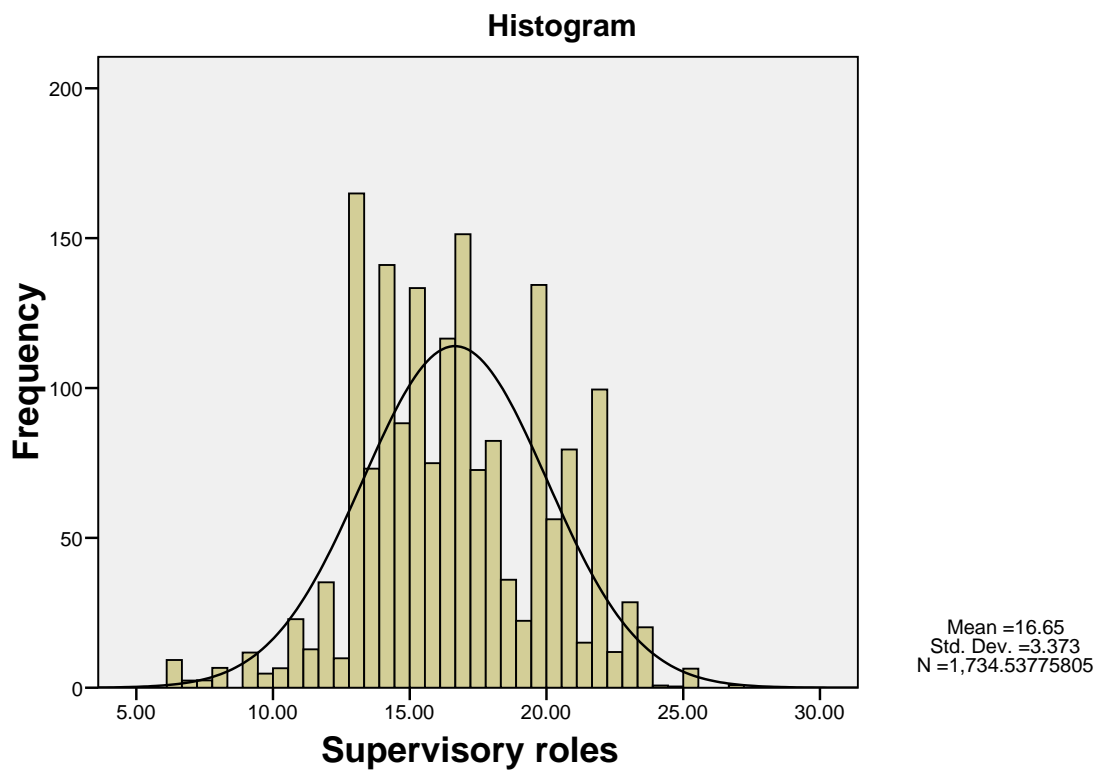 Histogram
200
150
100
50
0
Frequency
5.00 10.00 15.00 20.00 25.00 30.00
Supervisory roles
Mean =16.65
Std. Dev. =3.373
N =1,734.53775805